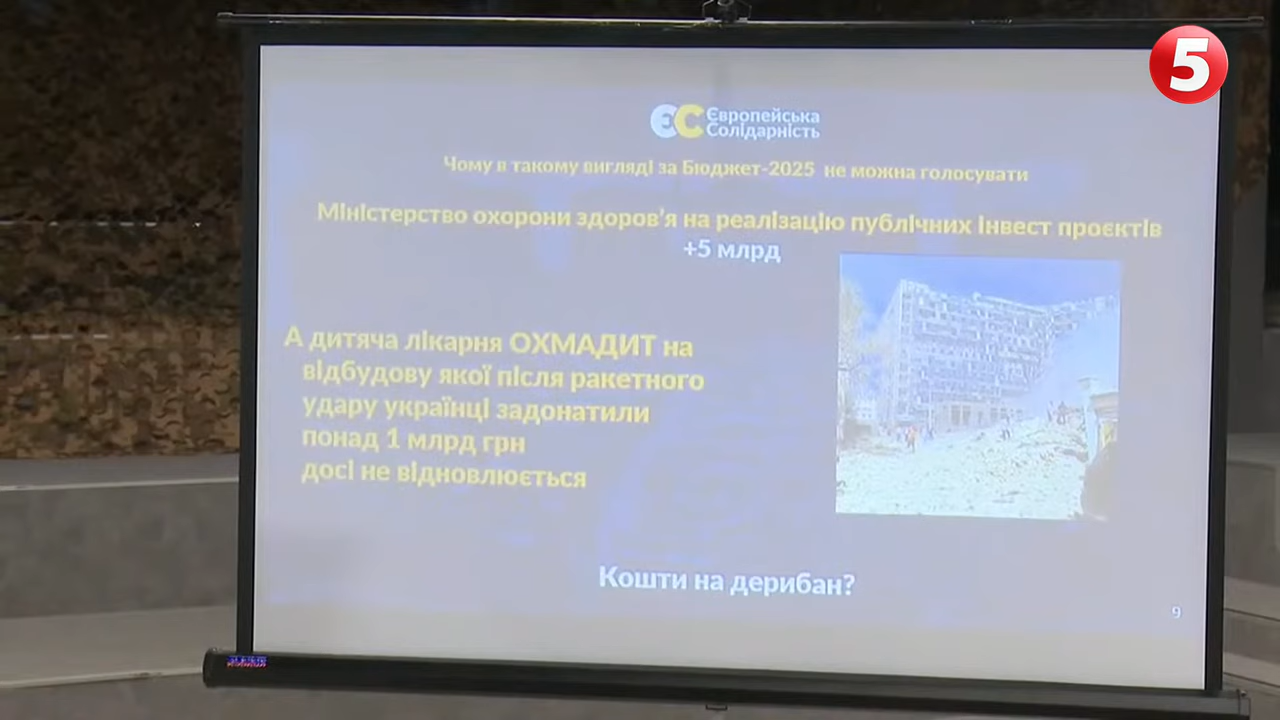 5
ЄС Європейська
Солідарність
Чому в такому вигляді за Бюджет-2025 не можна голосувати
Міністерство охорони здоров'я на реалізацію публічних інвест проєктів
+5 млрд
А дитяча лікарня ОХМАДИТ на
відбудову якої після ракетного
удару українці задонатили
понад 1 млрд грн
досі не відновлюється
Кошти на дерибан?
9